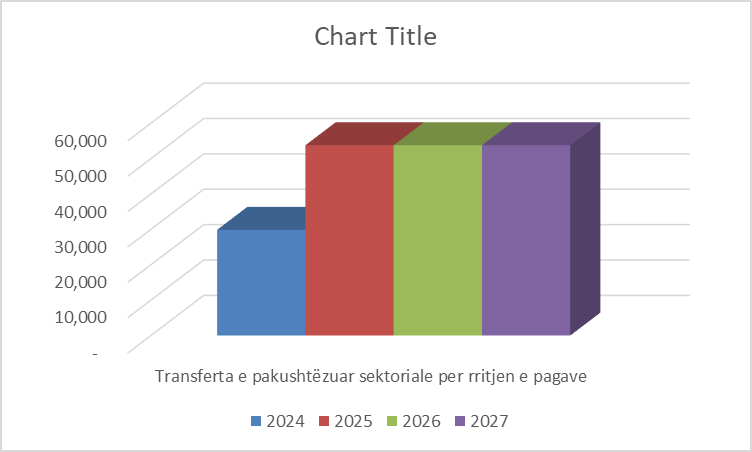 Chart Title
60,000
50,000
40,000
30,000
20,000
10,000
-
Transferta e pakushtëzuar sektoriale per rritjen e pagave
2024 2025 2026 2027